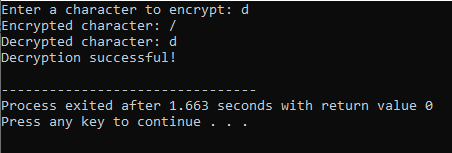 Enter a character to encrypt: d
Encrypted character: /
Decrypted character: d
Decryption successful!
--------------------------------
Process exited after 1.663 seconds with return value 0
Press any key to continue . . .